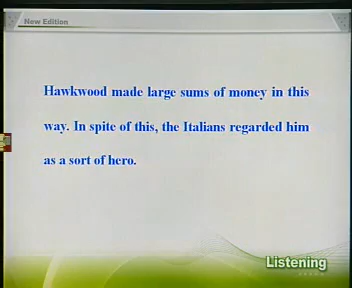 New Edition
Hawkwood made large sums of money in this
way. In spite of this, the Italians regarded him
as a sort of hero.
Listening